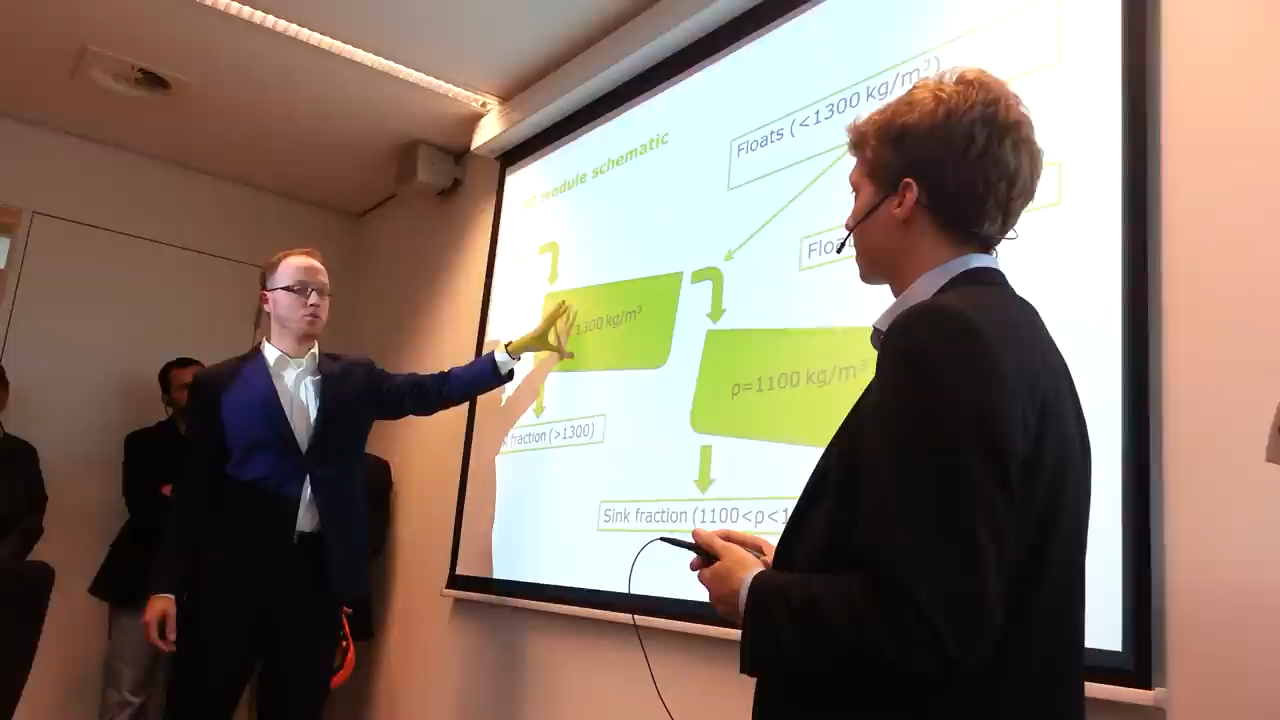 module schematic
Floats (<1300 kg/m³)
Floa
1300 kg/m³
ρ=1100 kg/m³
fraction (>1300)
Sink fraction (1100<ρ<1